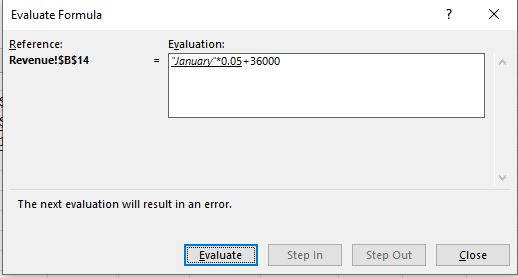 Evaluate Formula ? ×
Reference: Evaluation:
Revenue!$B$14 = "January"*0.05+36000
The next evaluation will result in an error.
Evaluate Step In Step Out Close